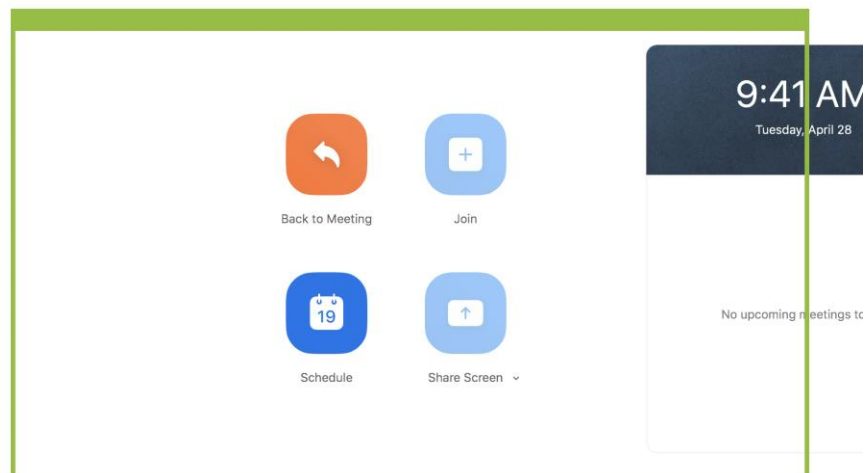 9:41 AM
Tuesday, April 28
Back to Meeting
Join
No upcoming meetings to
19
Schedule
Share Screen